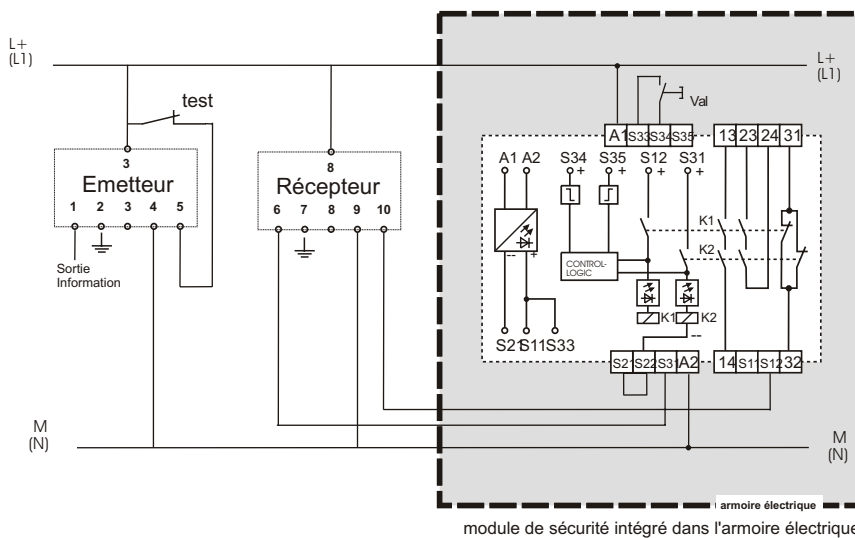 L+
(L1)
test
3
Emetteur
1 2 3 4 5
Sortie
Information
8
Récepteur
6 7 8 9 10
L+
(L1)
Val
A1 S33 S34 S35
13 23 24 31
A1 A2 S34 S35 S12 S31
+ + + +
K1
K2
-- +
CONTROL-
LOGIC
K1 K2
--
S21 S11 S33
S21 S22 S31 A2
14 S11 S12 32
M
(N)
M
(N)
armoire électrique
module de sécurité intégré dans l'armoire électrique